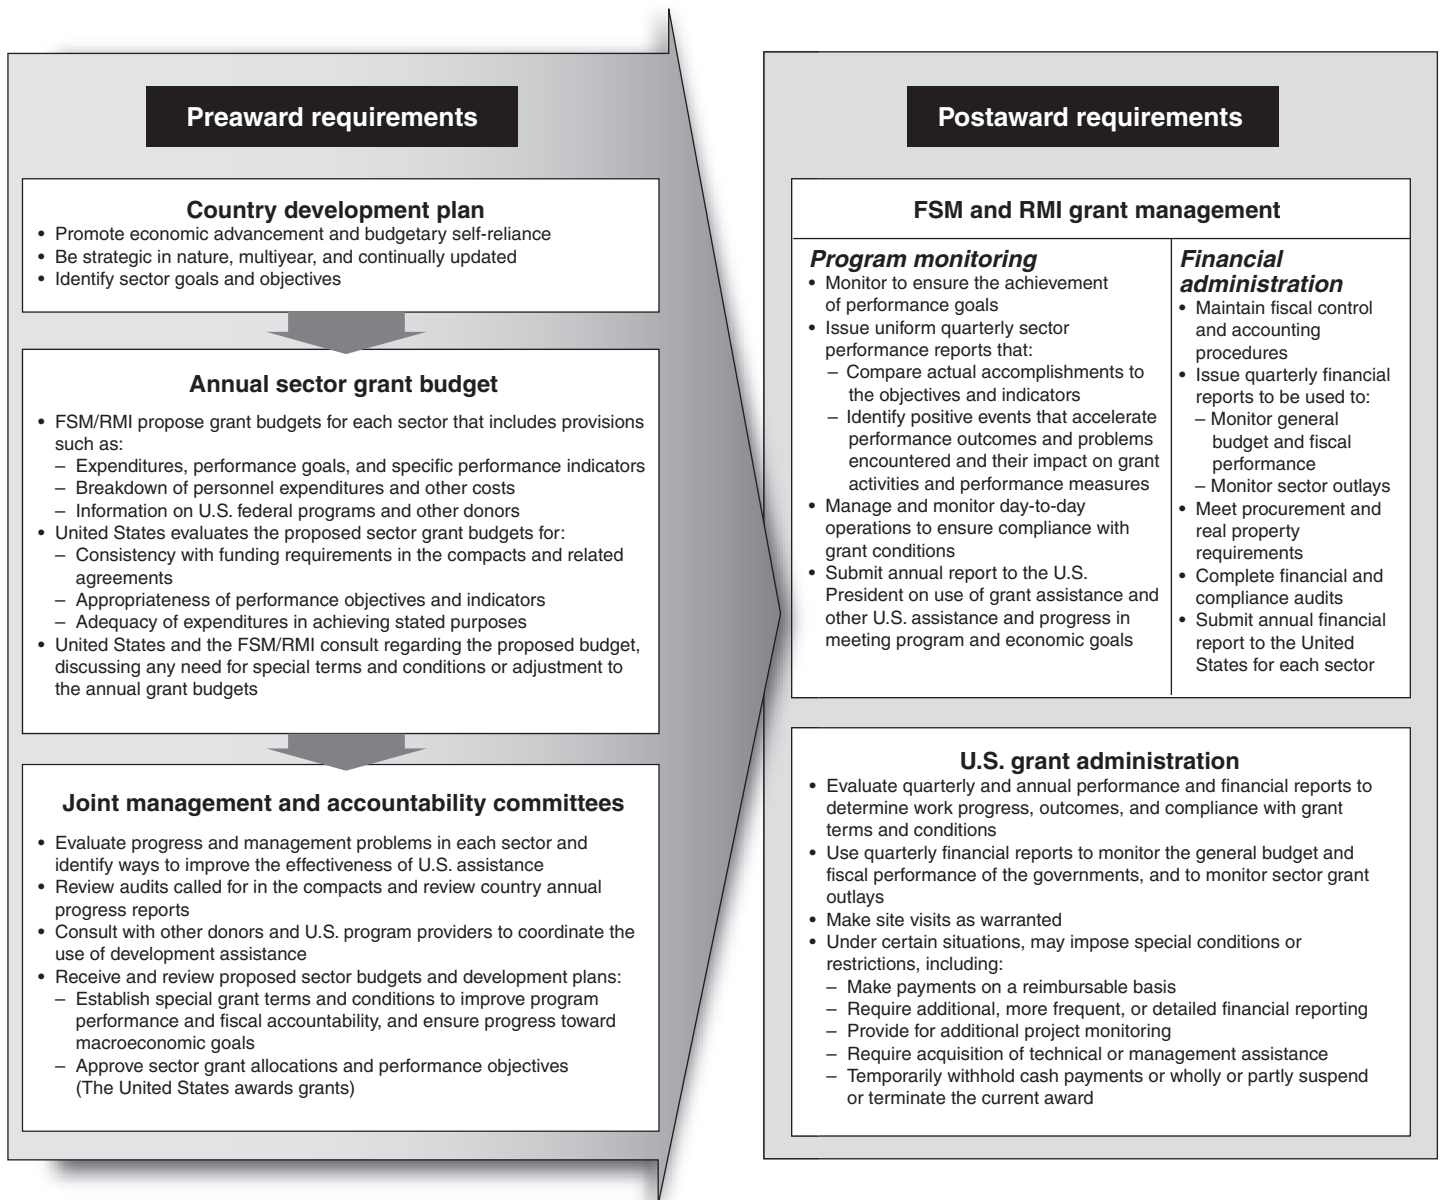 Preaward requirements
Country development plan
• Promote economic advancement and budgetary self-reliance
• Be strategic in nature, multiyear, and continually updated
• Identify sector goals and objectives
Annual sector grant budget
• FSM/RMI propose grant budgets for each sector that includes provisions
such as:
– Expenditures, performance goals, and specific performance indicators
– Breakdown of personnel expenditures and other costs
– Information on U.S. federal programs and other donors
• United States evaluates the proposed sector grant budgets for:
– Consistency with funding requirements in the compacts and related
agreements
– Appropriateness of performance objectives and indicators
– Adequacy of expenditures in achieving stated purposes
• United States and the FSM/RMI consult regarding the proposed budget,
discussing any need for special terms and conditions or adjustment to
the annual grant budgets
Joint management and accountability committees
• Evaluate progress and management problems in each sector and
identify ways to improve the effectiveness of U.S. assistance
• Review audits called for in the compacts and review country annual
progress reports
• Consult with other donors and U.S. program providers to coordinate the
use of development assistance
• Receive and review proposed sector budgets and development plans:
– Establish special grant terms and conditions to improve program
performance and fiscal accountability, and ensure progress toward
macroeconomic goals
– Approve sector grant allocations and performance objectives
(The United States awards grants)
Postaward requirements
FSM and RMI grant management
Program monitoring
• Monitor to ensure the achievement
of performance goals
• Issue uniform quarterly sector
performance reports that:
– Compare actual accomplishments to
the objectives and indicators
– Identify positive events that accelerate
performance outcomes and problems
encountered and their impact on grant
activities and performance measures
• Manage and monitor day-to-day
operations to ensure compliance with
grant conditions
• Submit annual report to the U.S.
President on use of grant assistance and
other U.S. assistance and progress in
meeting program and economic goals
Financial
administration
• Maintain fiscal control
and accounting
procedures
• Issue quarterly financial
reports to be used to:
– Monitor general
budget and fiscal
performance
– Monitor sector outlays
• Meet procurement and
real property
requirements
• Complete financial and
compliance audits
• Submit annual financial
report to the United
States for each sector
U.S. grant administration
• Evaluate quarterly and annual performance and financial reports to
determine work progress, outcomes, and compliance with grant
terms and conditions
• Use quarterly financial reports to monitor the general budget and
fiscal performance of the governments, and to monitor sector grant
outlays
• Make site visits as warranted
• Under certain situations, may impose special conditions or
restrictions, including:
– Make payments on a reimbursable basis
– Require additional, more frequent, or detailed financial reporting
– Provide for additional project monitoring
– Require acquisition of technical or management assistance
– Temporarily withhold cash payments or wholly or partly suspend
or terminate the current award